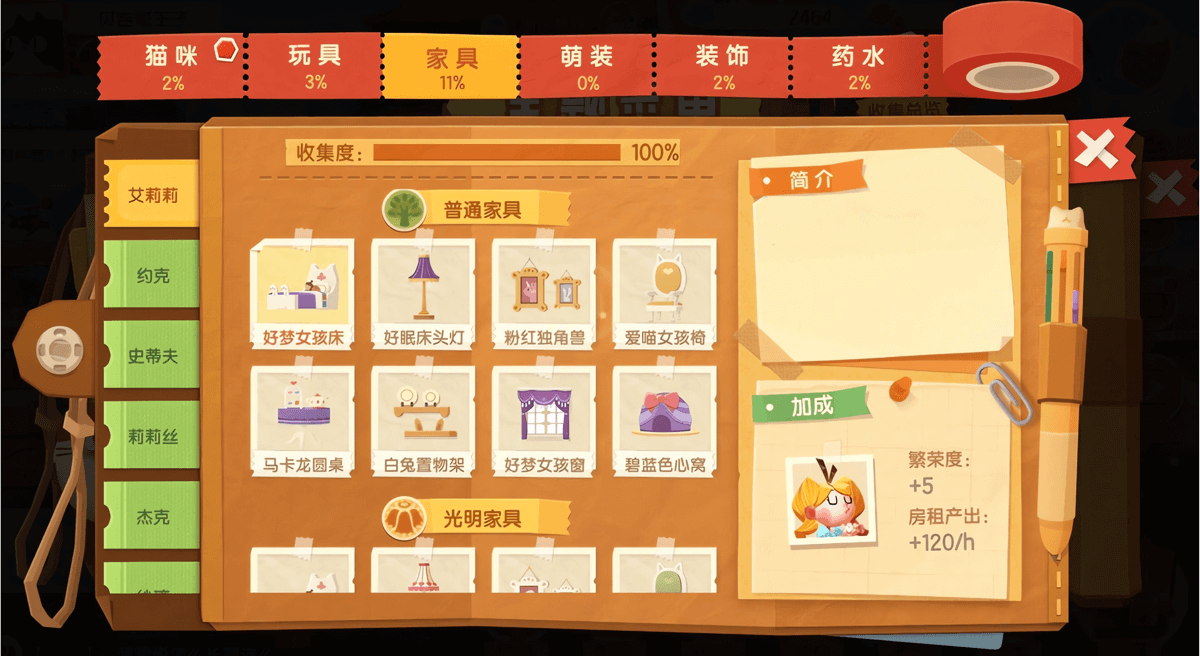 猫咪
2%
玩具
3%
家具
11%
萌装
0%
装饰
2%
药水
2%
收集总览
收集度：
100%
简介
艾莉莉
约克
史蒂夫
莉莉丝
杰克
普通家具
好梦女孩床
好眠床头灯
粉红独角兽
爱喵女孩椅
马卡龙圆桌
白兔置物架
好梦女孩窗
碧蓝色心窝
光明家具
加成
繁荣度：
+5
房租产出：
+120/h